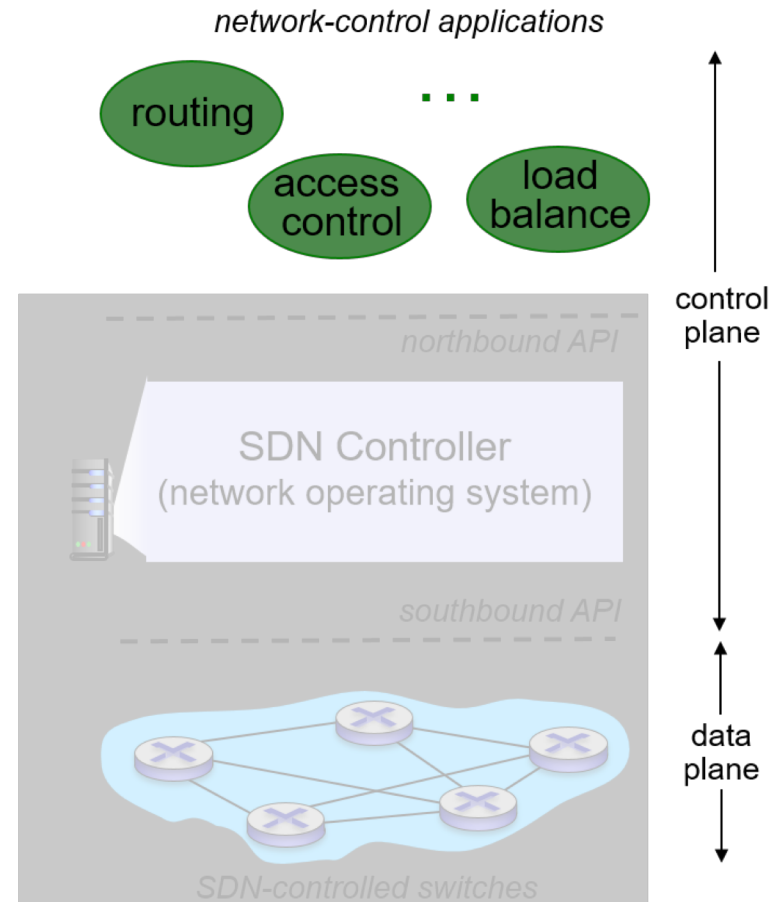 network-control applications
routing
...
access
control
load
balance
control
plane
northbound API
SDN Controller
(network operating system)
southbound API
data
plane
SDN-controlled switches